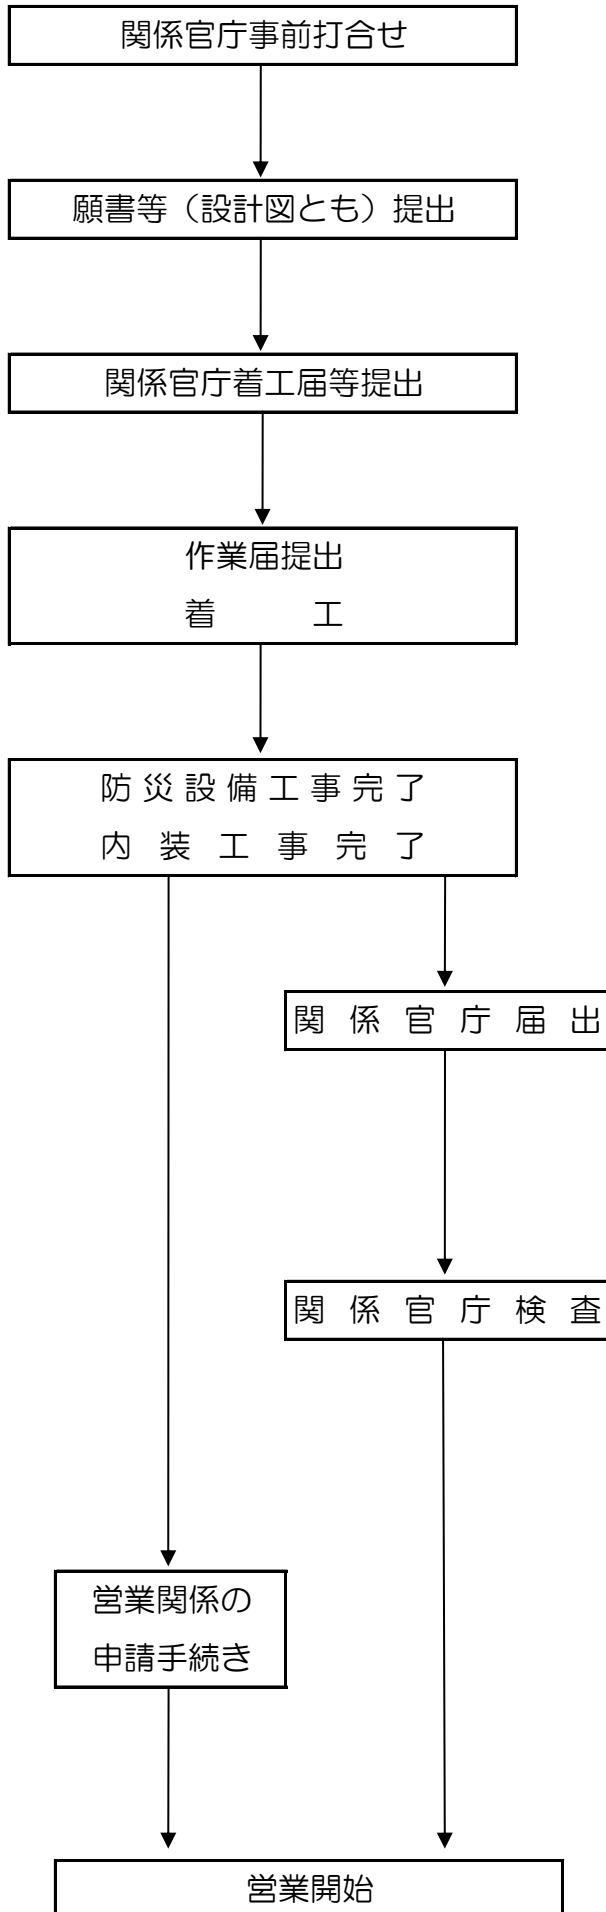 関係官庁事前打合せ
願書等（設計図とも）提出
関係官庁着工届等提出
作業届提出
着　　　工
防災設備工事完了
内装工事完了
関係官庁届出
関係官庁検査
営業関係の
申請手続き
営業開始